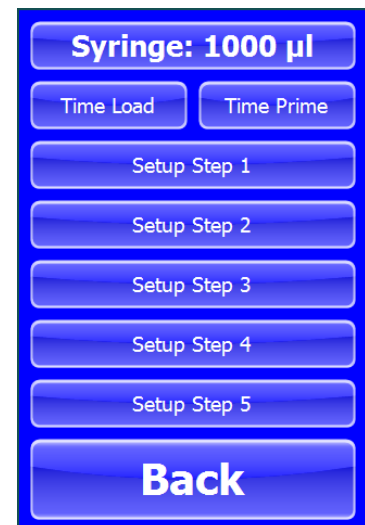 Syringe: 1000 µl
Time Load Time Prime
Setup Step 1
Setup Step 2
Setup Step 3
Setup Step 4
Setup Step 5
Back